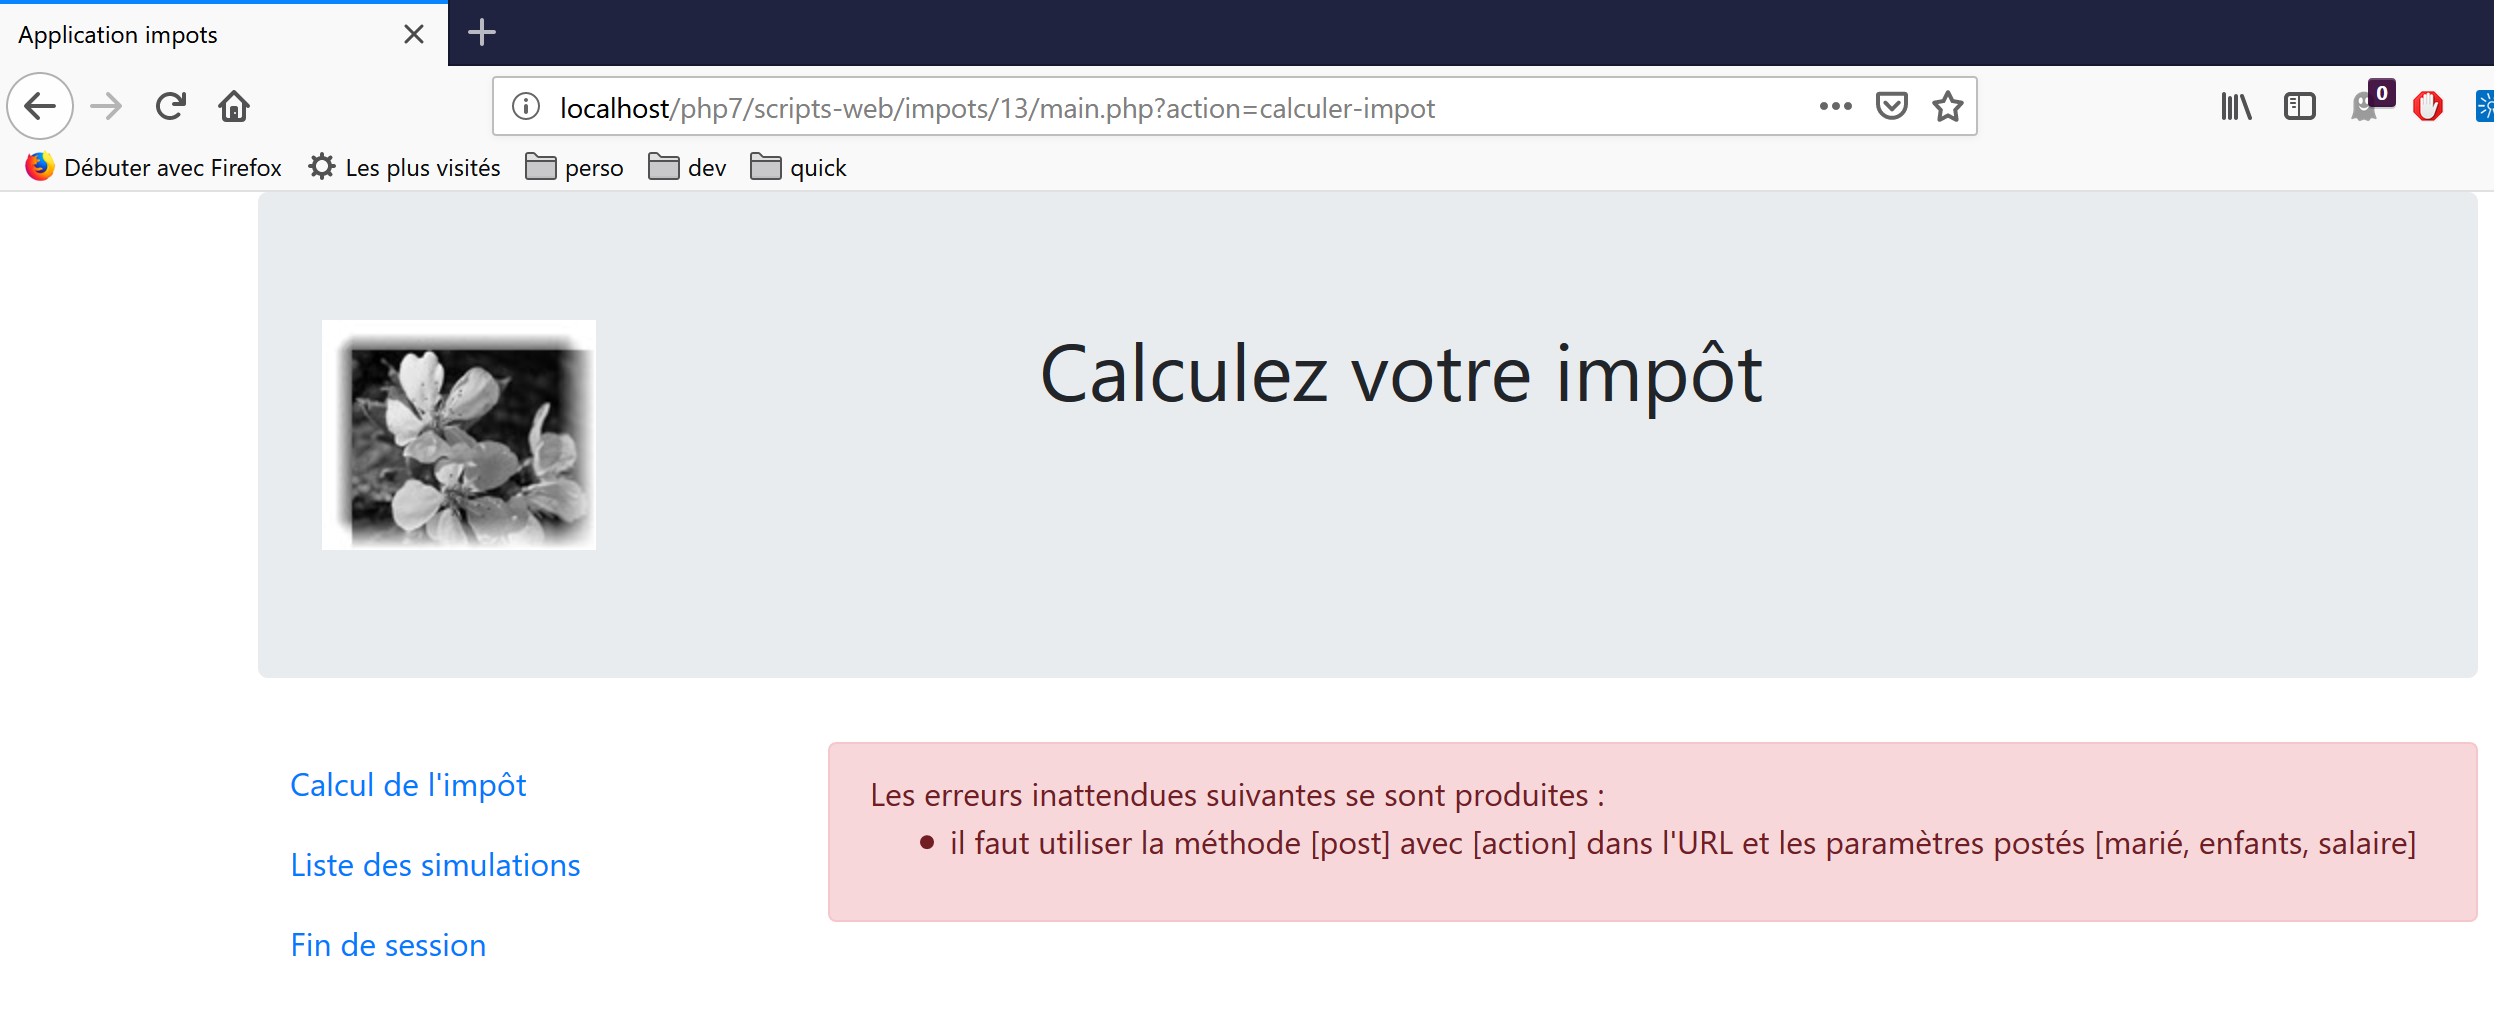 Application impots
localhost/php7/scripts-web/impots/13/main.php?action=calculer-impot
0
Débuter avec Firefox Les plus visités perso dev quick
Calculez votre impôt
Calcul de l'impôt
Liste des simulations
Fin de session
Les erreurs inattendues suivantes se sont produites :
il faut utiliser la méthode [post] avec [action] dans l'URL et les paramètres postés [marié, enfants, salaire]